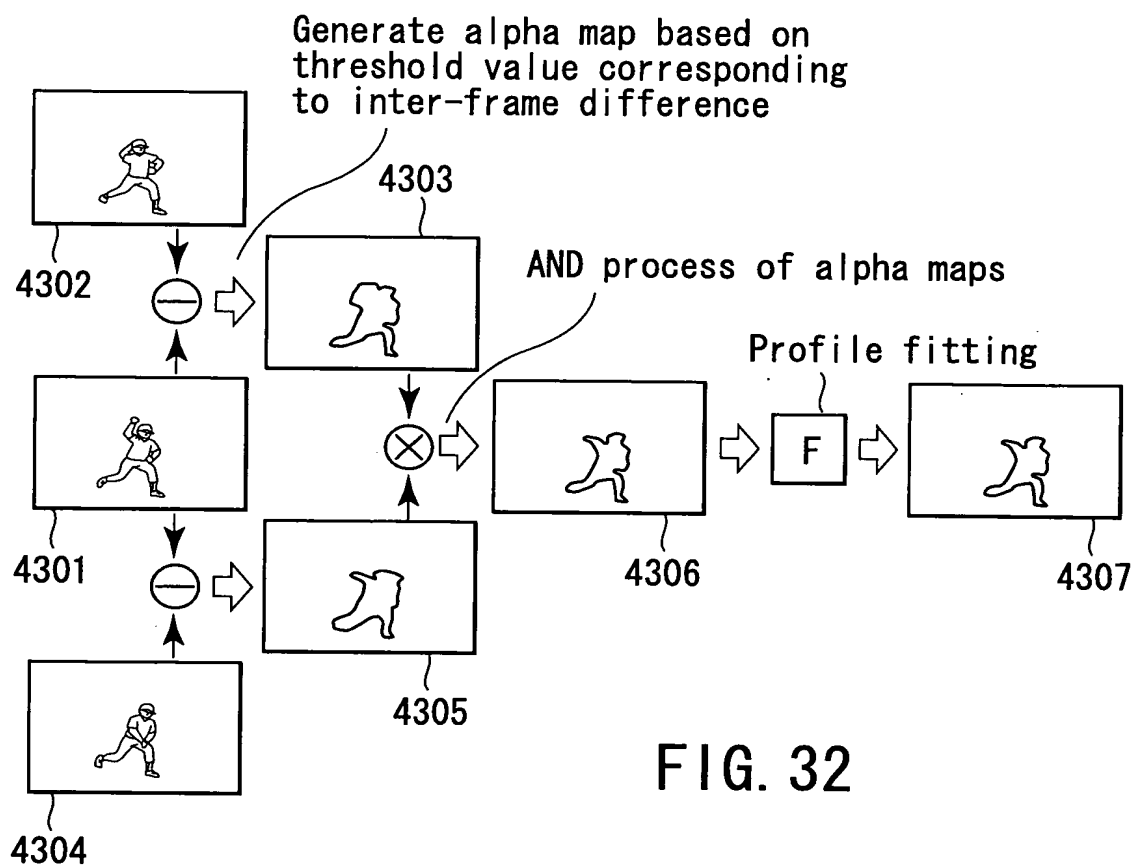 Generate alpha map based on
threshold value corresponding
to inter-frame difference
4303
4302
AND process of alpha maps
Profile fitting
F
4301
4306
4307
4305
4304
FIG. 32